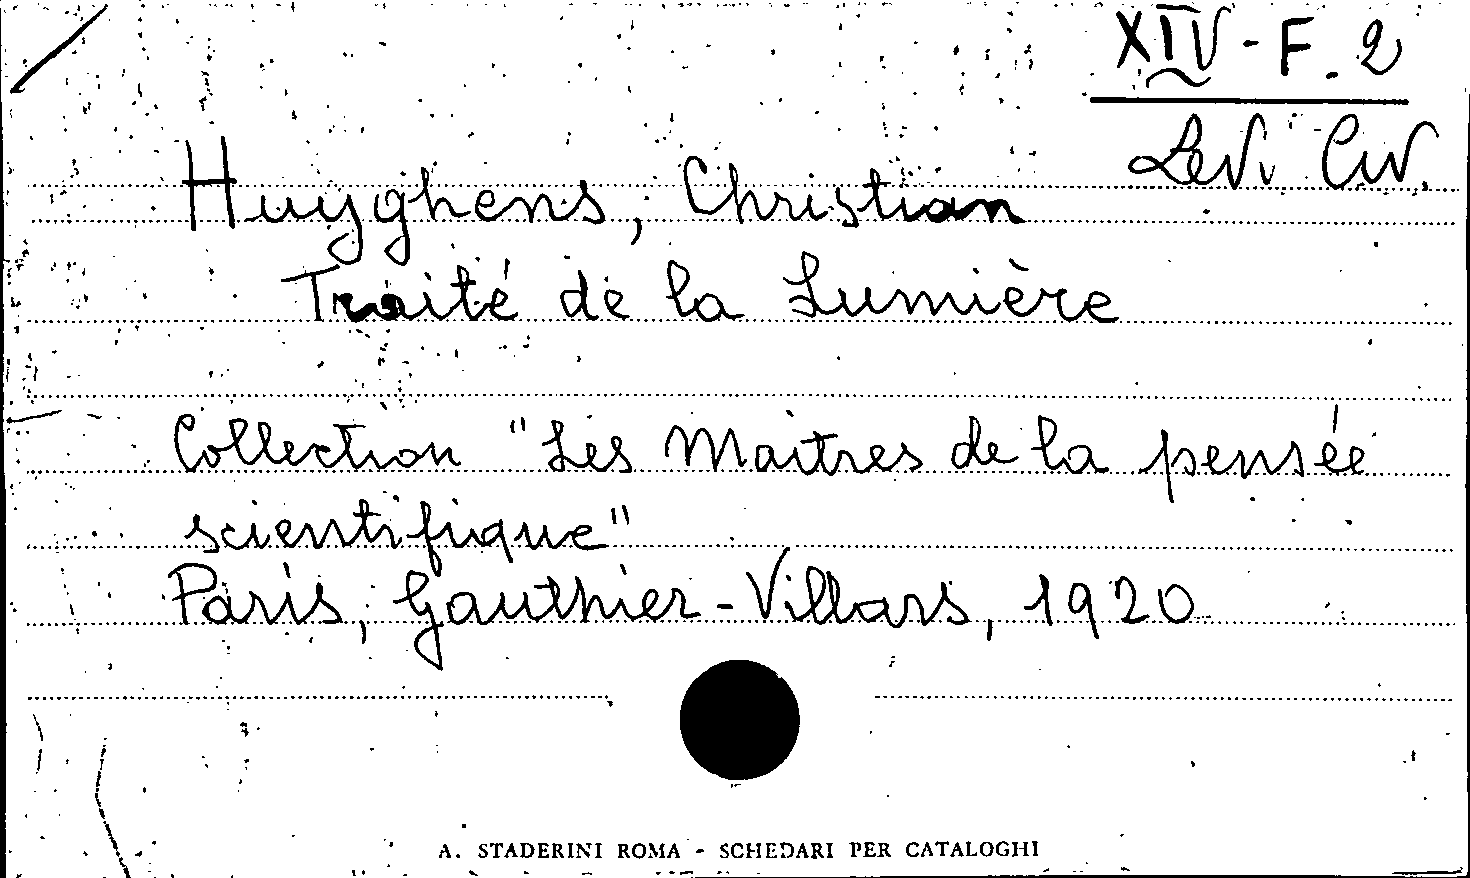 XIV - F. 2
Levi Civ.
Huyghens, Christian
Traité de la Lumière
Collection "Les Maitres de la pensée
scientifique"
Paris, Gauthier-Villars, 1920
A. STADERINI ROMA - SCHEDARI PER CATALOGHI